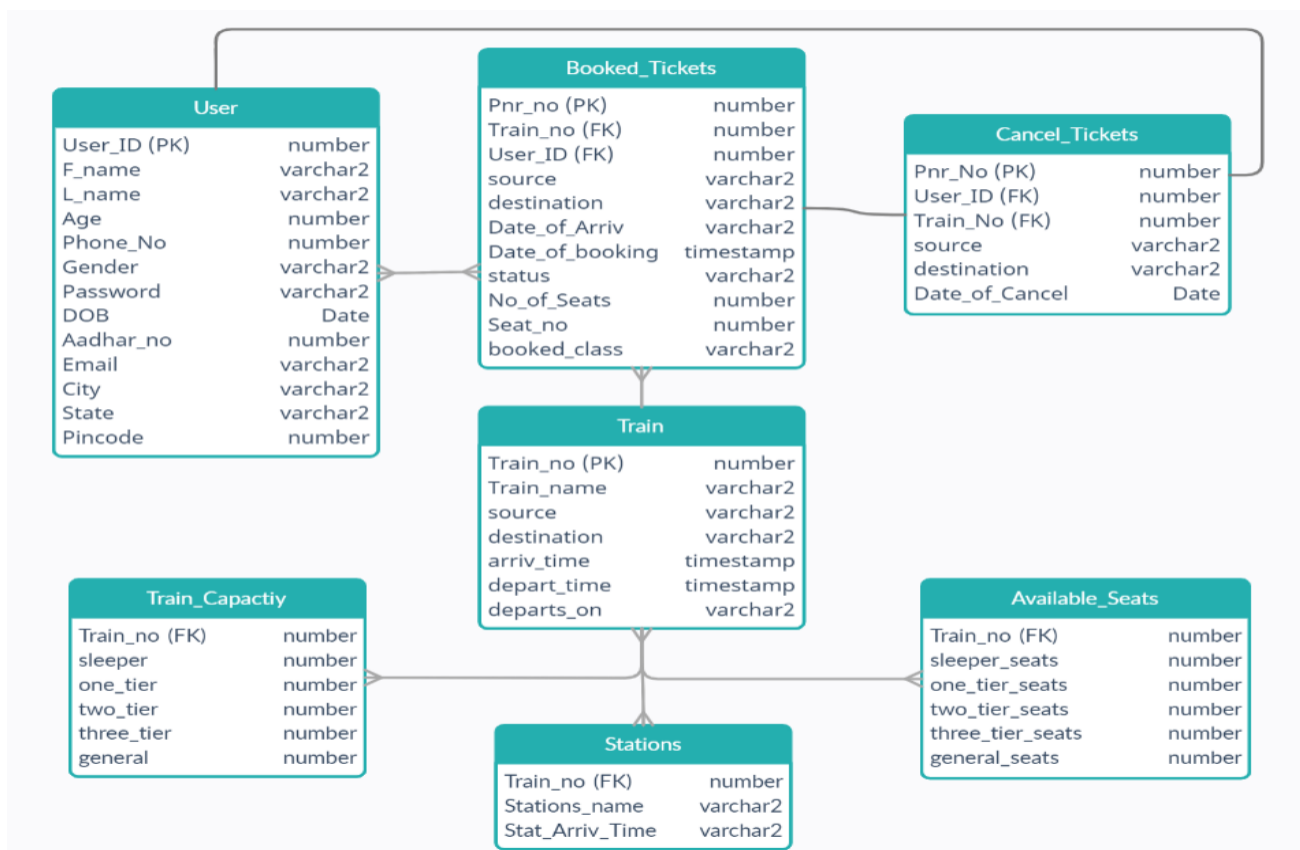 User
User_ID (PK) number
F_name varchar2
L_name varchar2
Age number
Phone_No number
Gender varchar2
Password varchar2
DOB Date
Aadhar_no number
Email varchar2
City varchar2
State varchar2
Pincode number
Booked_Tickets
Pnr_no (PK) number
Train_no (FK) number
User_ID (FK) number
source varchar2
destination varchar2
Date_of_Arriv varchar2
Date_of_booking timestamp
status varchar2
No_of_Seats number
Seat_no number
booked_class varchar2
Cancel_Tickets
Pnr_No (PK) number
User_ID (FK) number
Train_No (FK) number
source varchar2
destination varchar2
Date_of_Cancel Date
Train
Train_no (PK) number
Train_name varchar2
source varchar2
destination varchar2
arriv_time timestamp
depart_time timestamp
departs_on varchar2
Train_Capactiy
Train_no (FK) number
sleeper number
one_tier number
two_tier number
three_tier number
general number
Stations
Train_no (FK) number
Stations_name varchar2
Stat_Arriv_Time varchar2
Available_Seats
Train_no (FK) number
sleeper_seats number
one_tier_seats number
two_tier_seats number
three_tier_seats number
general_seats number